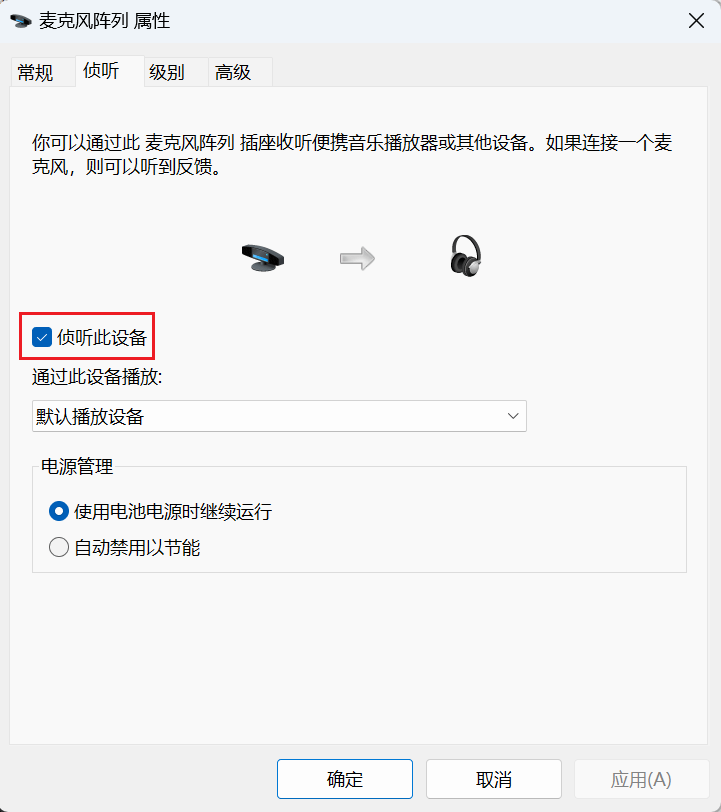 麦克风阵列 属性
常规
侦听
级别
高级
你可以通过此 麦克风阵列 插座收听便携音乐播放器或其他设备。如果连接一个麦
克风，则可以听到反馈。
侦听此设备
通过此设备播放:
默认播放设备
电源管理
使用电池电源时继续运行
自动禁用以节能
确定
取消
应用(A)